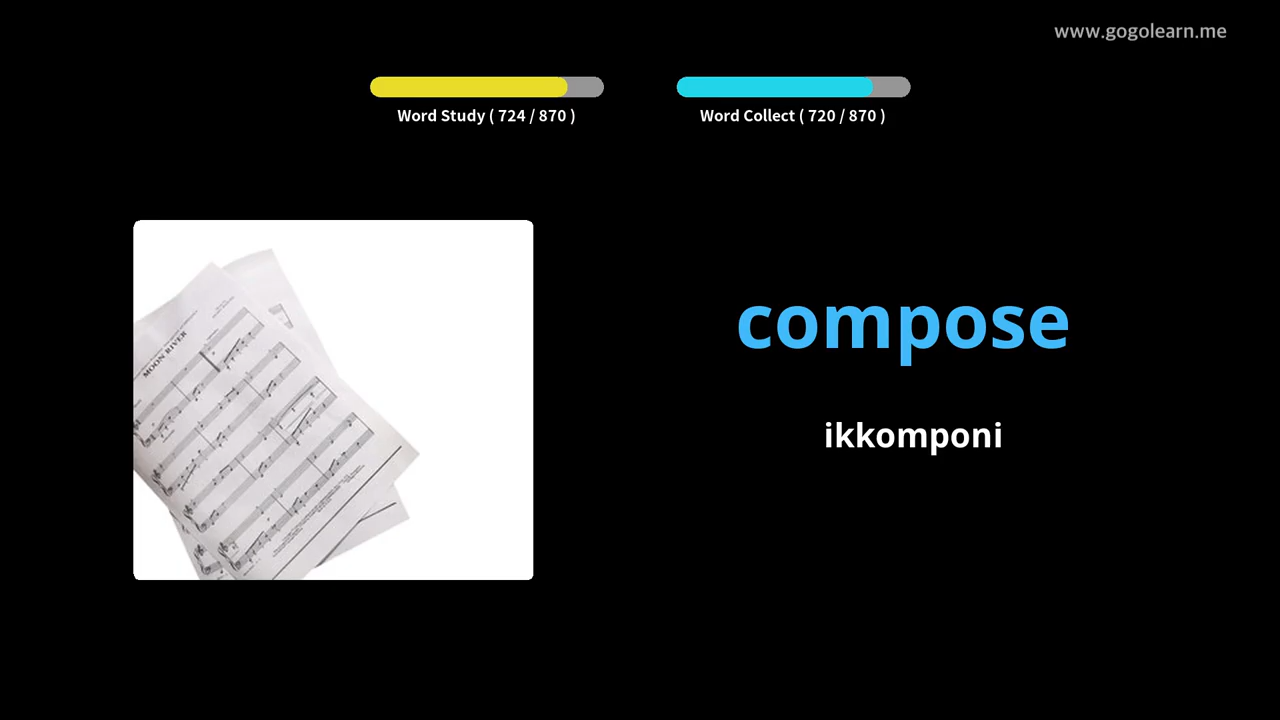 www.gogolearn.me
Word Study ( 724 / 870 )
Word Collect ( 720 / 870 )
MOON RIVER
compose
ikkomponi